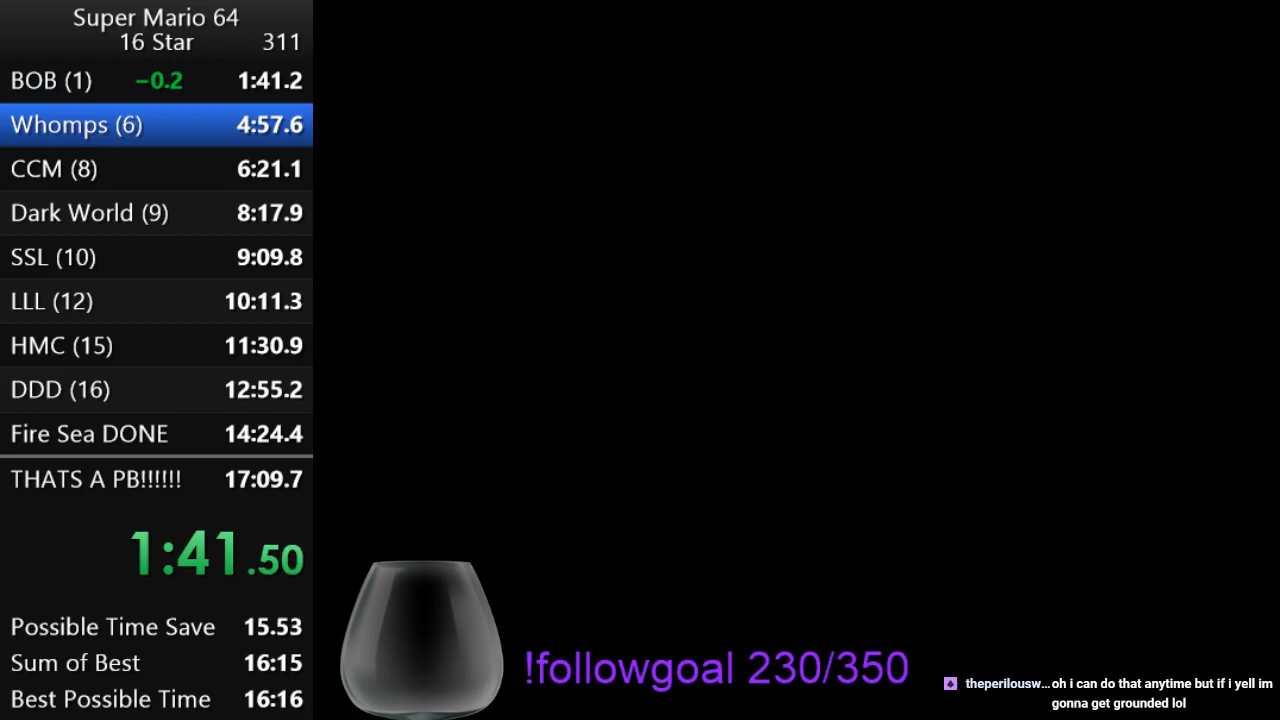 Super Mario 64
16 Star 311
BOB (1) −0.2 1:41.2
Whomps (6) 4:57.6
CCM (8) 6:21.1
Dark World (9) 8:17.9
SSL (10) 9:09.8
LLL (12) 10:11.3
HMC (15) 11:30.9
DDD (16) 12:55.2
Fire Sea DONE 14:24.4
THATS A PB!!!!!! 17:09.7
1:41.50
Possible Time Save 15.53
Sum of Best 16:15
Best Possible Time 16:16
!followgoal 230/350
theperilousw...oh i can do that anytime but if i yell im
gonna get grounded lol